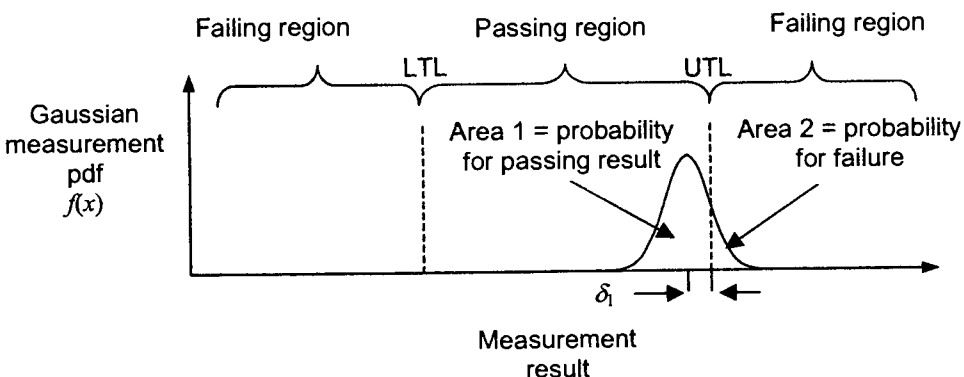 Failing region
Passing region
Failing region
LTL
UTL
Gaussian
measurement
pdf
f(x)
Area 1 = probability
for passing result
Area 2 = probability
for failure
δ₁
Measurement
result